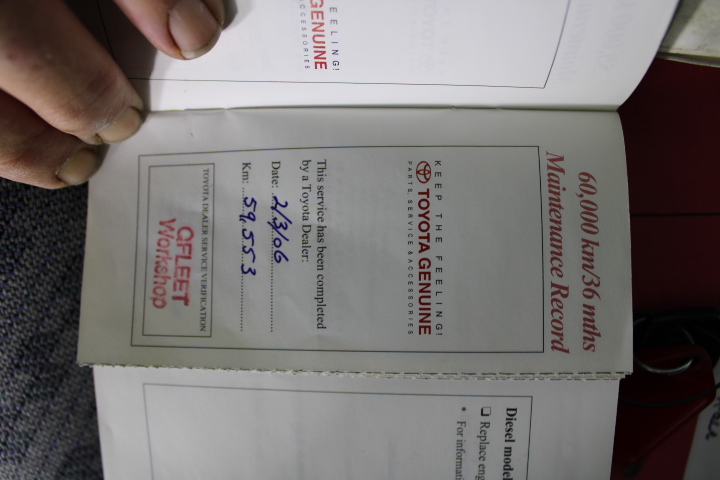 60,000 km/36 mths
Maintenance Record
KEEP THE FEELING!
TOYOTA GENUINE
PARTS, SERVICE & ACCESSORIES
This service has been completed
by a Toyota Dealer:
Date: 2/3/06
Km: 59,553
TOYOTA DEALER SERVICE VERIFICATION
QFLEET
Workshop
FEELING!
GENUINE
ACCESSORIES
Diesel model
Replace eng
• For informati